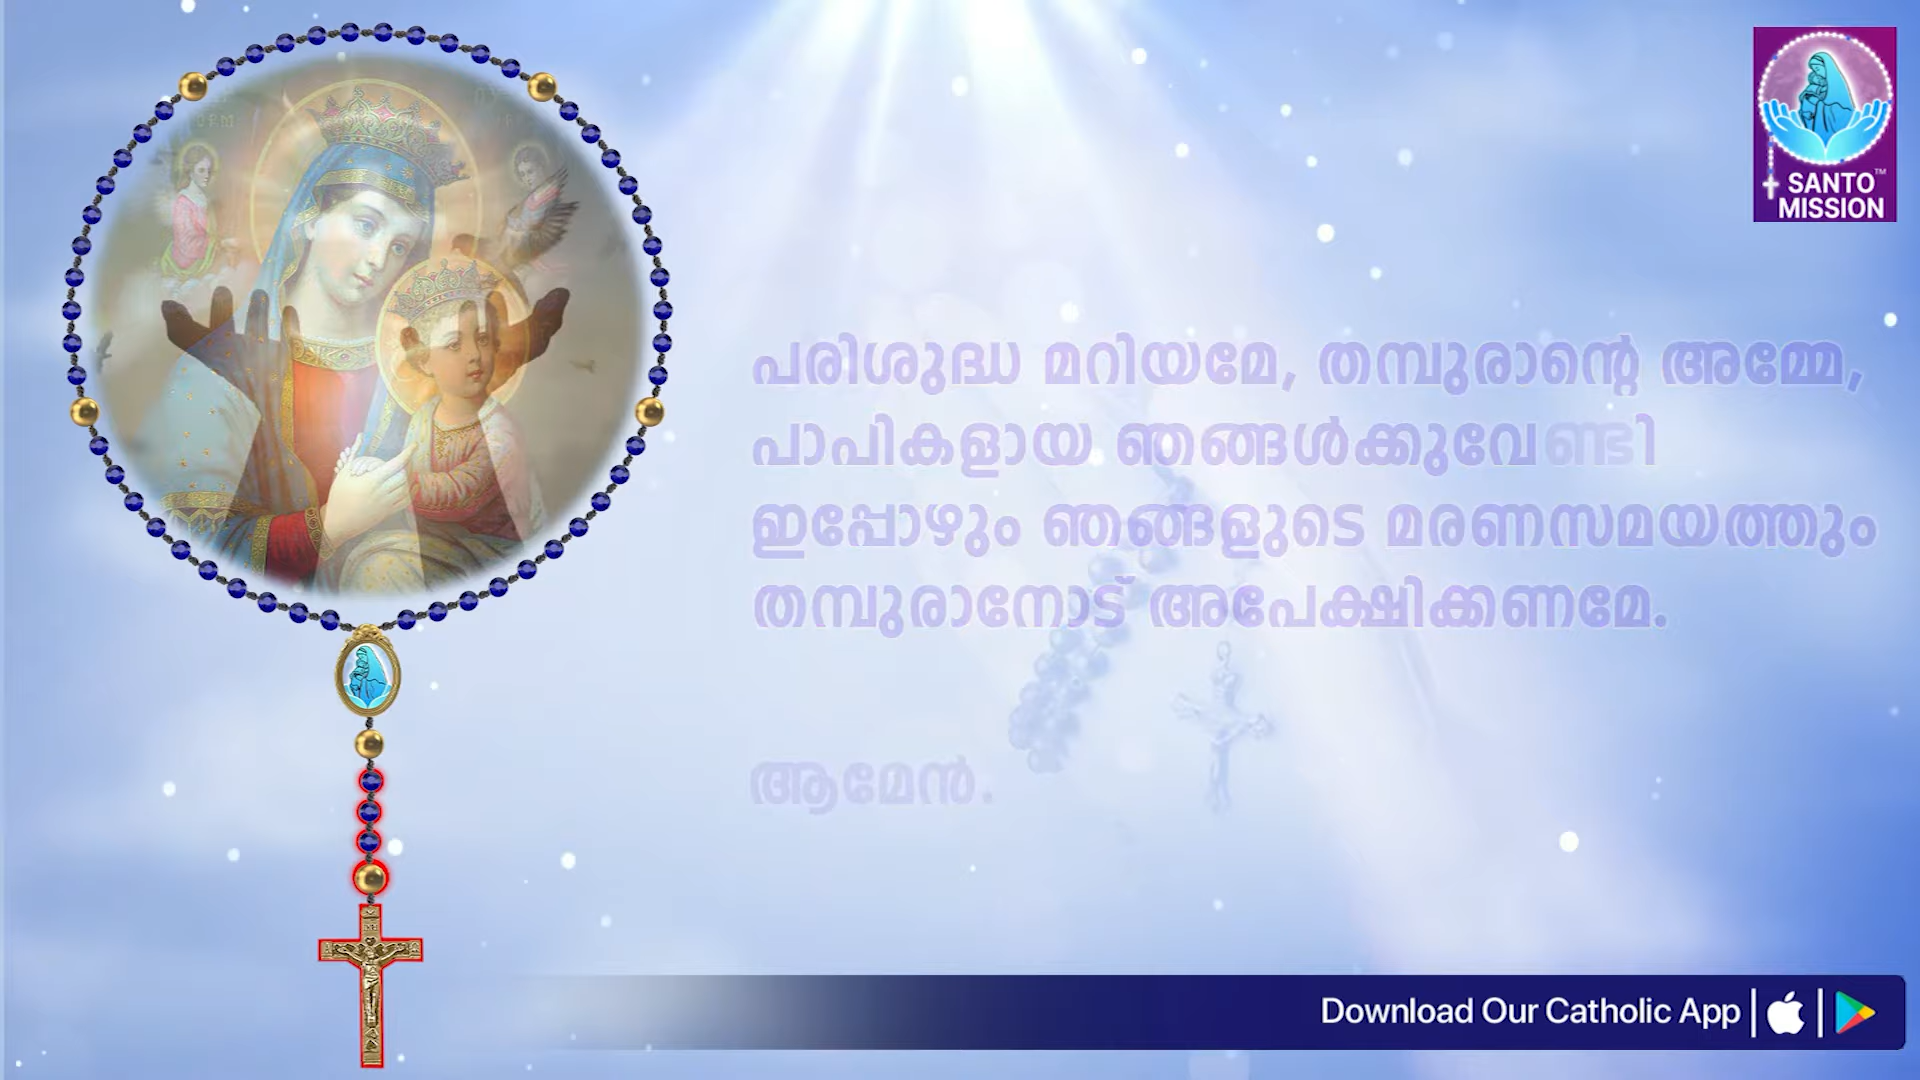 SANTO™
MISSION
പരിശുദ്ധ മറിയമേ, തമ്പുരാന്റെ അമ്മേ,
പാപികളായ ഞങ്ങൾക്കുവേണ്ടി
ഇപ്പോഴും ഞങ്ങളുടെ മരണസമയത്തും
തമ്പുരാനോട് അപേക്ഷിക്കണമേ.
ആമേൻ.
Download Our Catholic App